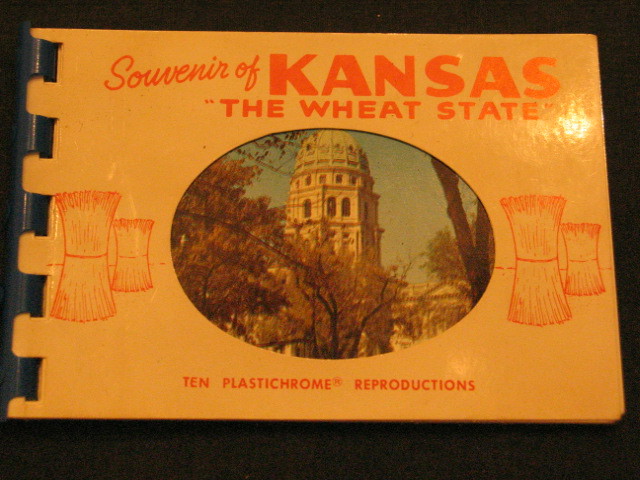 Souvenir of KANSAS
"THE WHEAT STATE"
TEN PLASTICHROME® REPRODUCTIONS